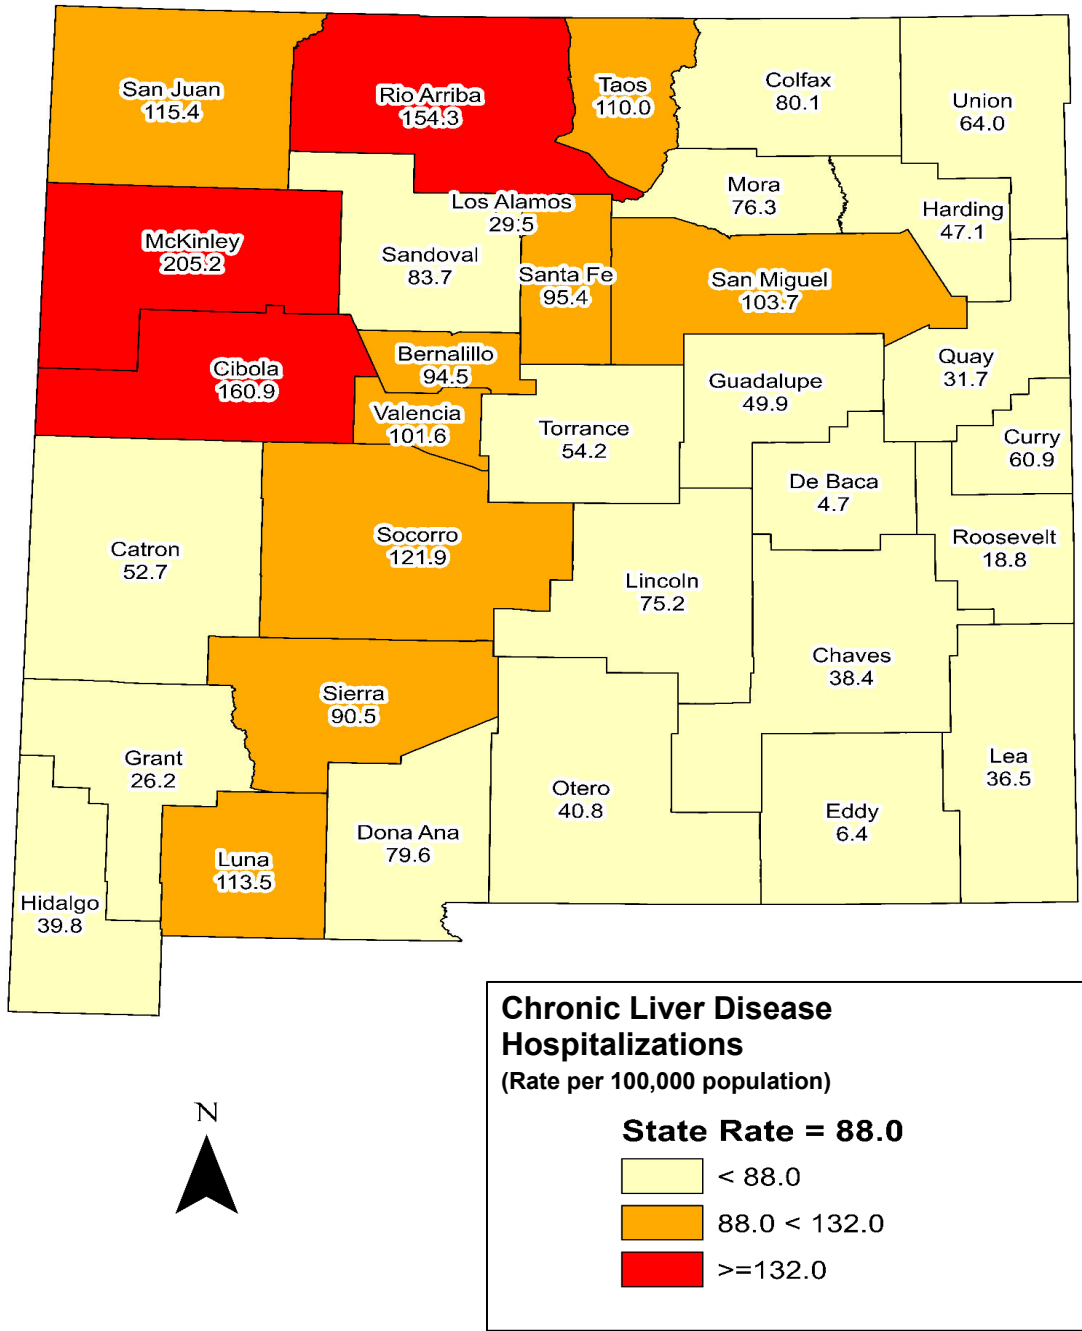 San Juan
115.4
Rio Arriba
154.3
Taos
110.0
Colfax
80.1
Union
64.0
McKinley
205.2
Los Alamos
29.5
Sandoval
83.7
Santa Fe
95.4
Mora
76.3
Harding
47.1
San Miguel
103.7
Cibola
160.9
Bernalillo
94.5
Valencia
101.6
Torrance
54.2
Guadalupe
49.9
Quay
31.7
Curry
60.9
De Baca
4.7
Roosevelt
18.8
Catron
52.7
Socorro
121.9
Lincoln
75.2
Chaves
38.4
Sierra
90.5
Grant
26.2
Otero
40.8
Lea
36.5
Eddy
6.4
Dona Ana
79.6
Luna
113.5
Hidalgo
39.8
Chronic Liver Disease
Hospitalizations
(Rate per 100,000 population)
State Rate = 88.0
< 88.0
88.0 < 132.0
>=132.0
N